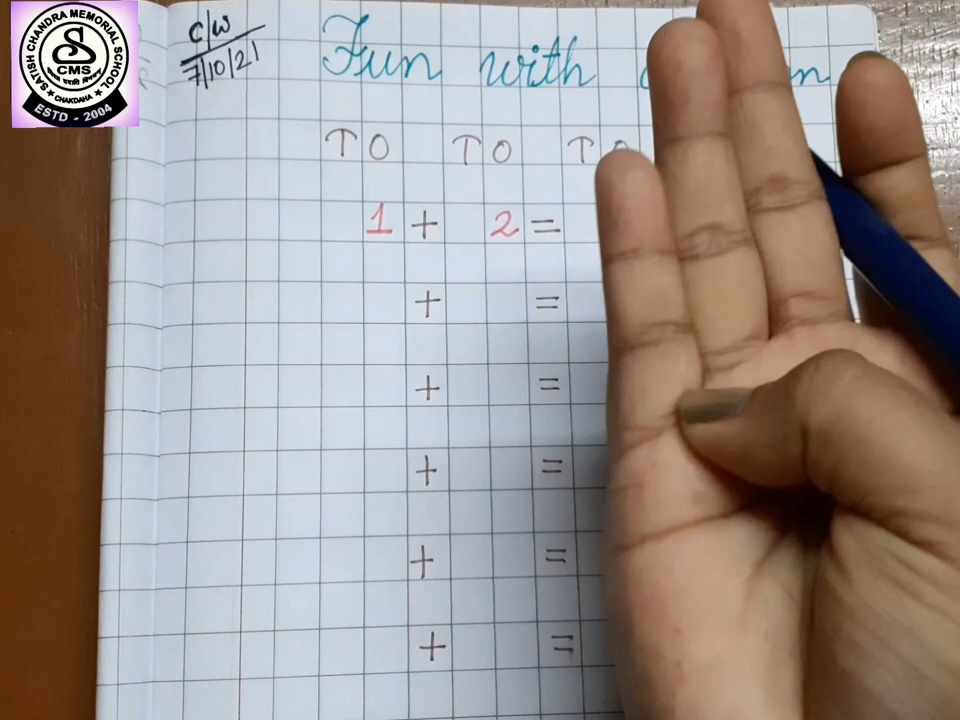 SATISH CHANDRA MEMORIAL SCHOOL
S
CMS
CHAKDAHA
ESTD - 2004
C/W
7/10/21
Fun with
T O T O T O
1 + 2 =
+ =
+ =
+ =
+ =
+ =